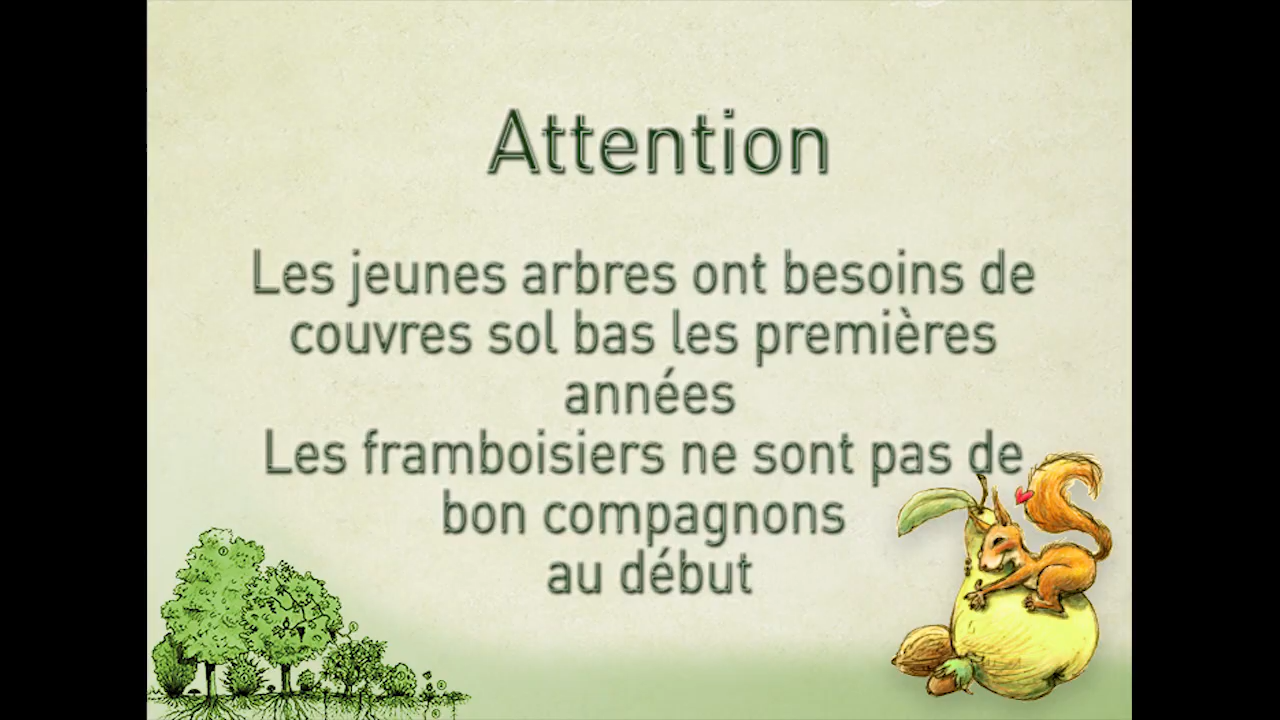 Attention
Les jeunes arbres ont besoins de
couvres sol bas les premières
années
Les framboisiers ne sont pas de
bon compagnons
au début